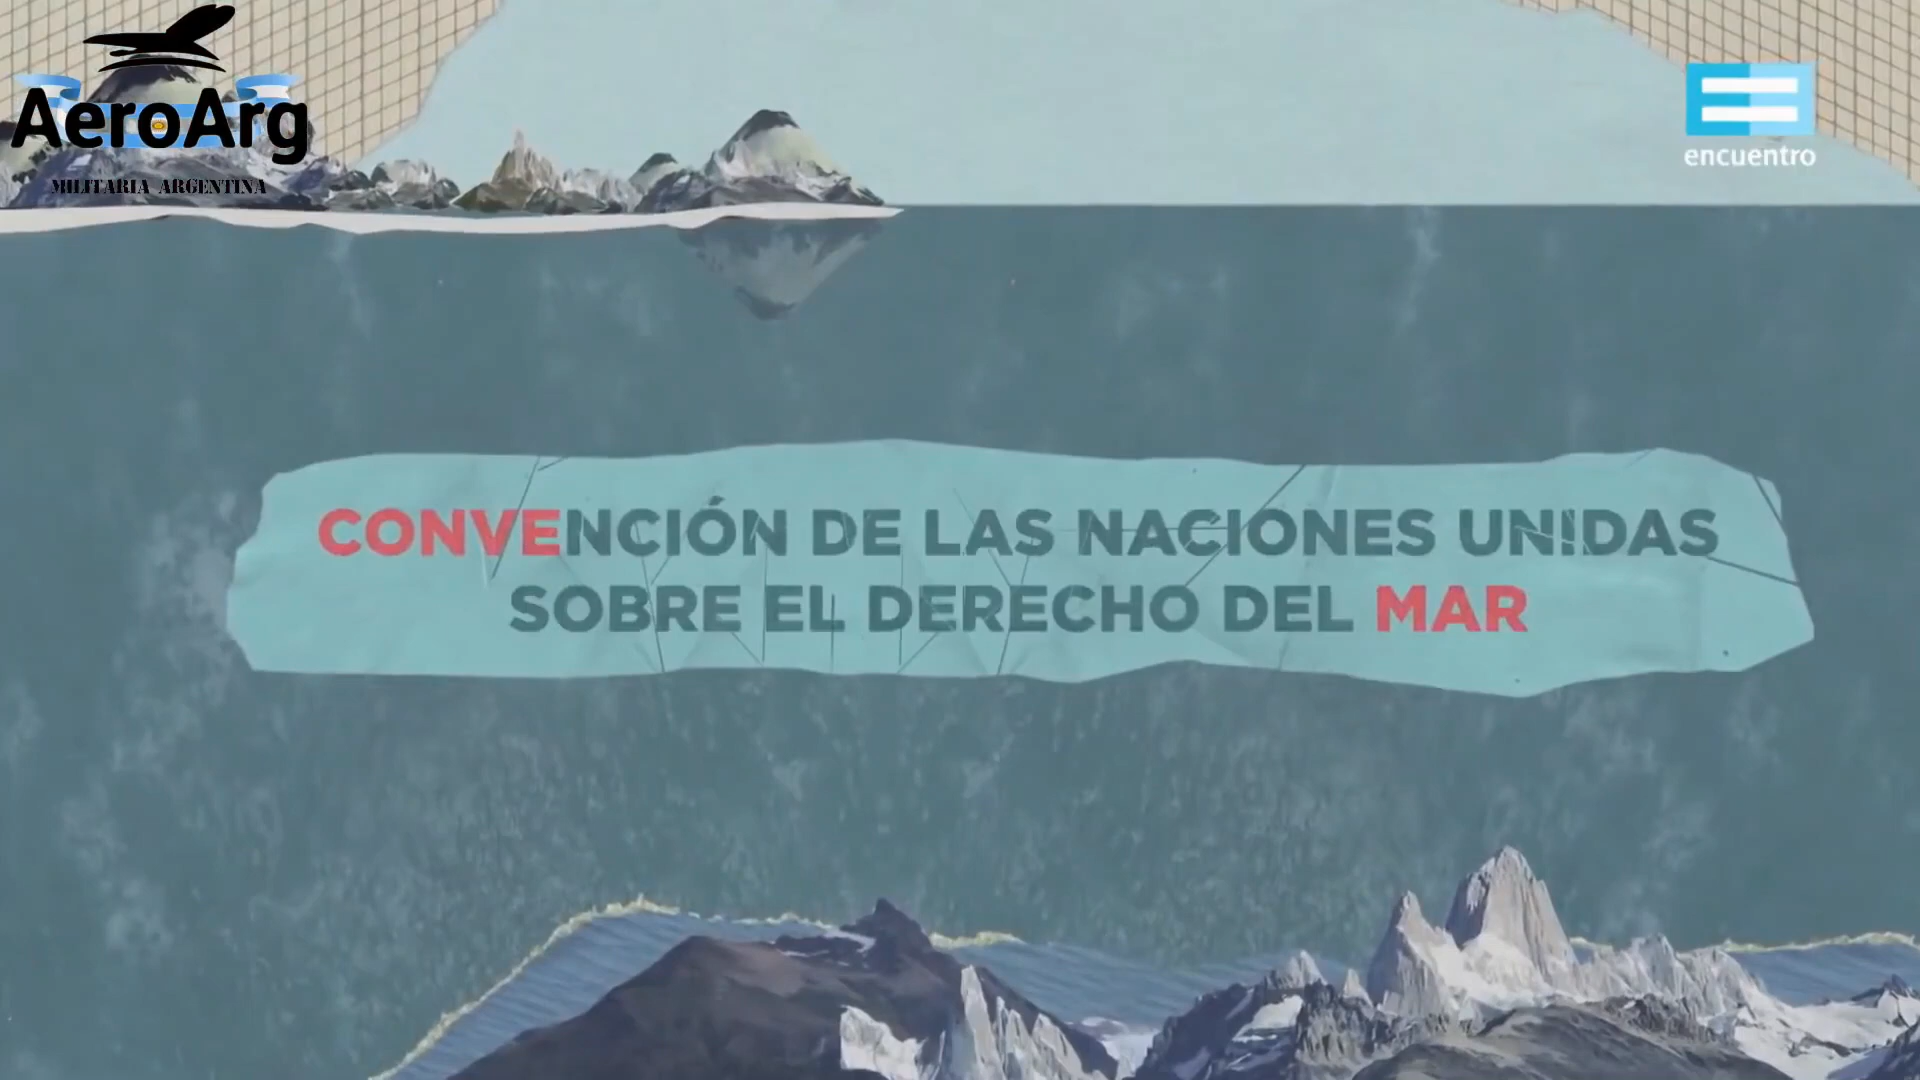 AeroArg
MILITARIA ARGENTINA
encuentro
CONVENCIÓN DE LAS NACIONES UNIDAS
SOBRE EL DERECHO DEL MAR